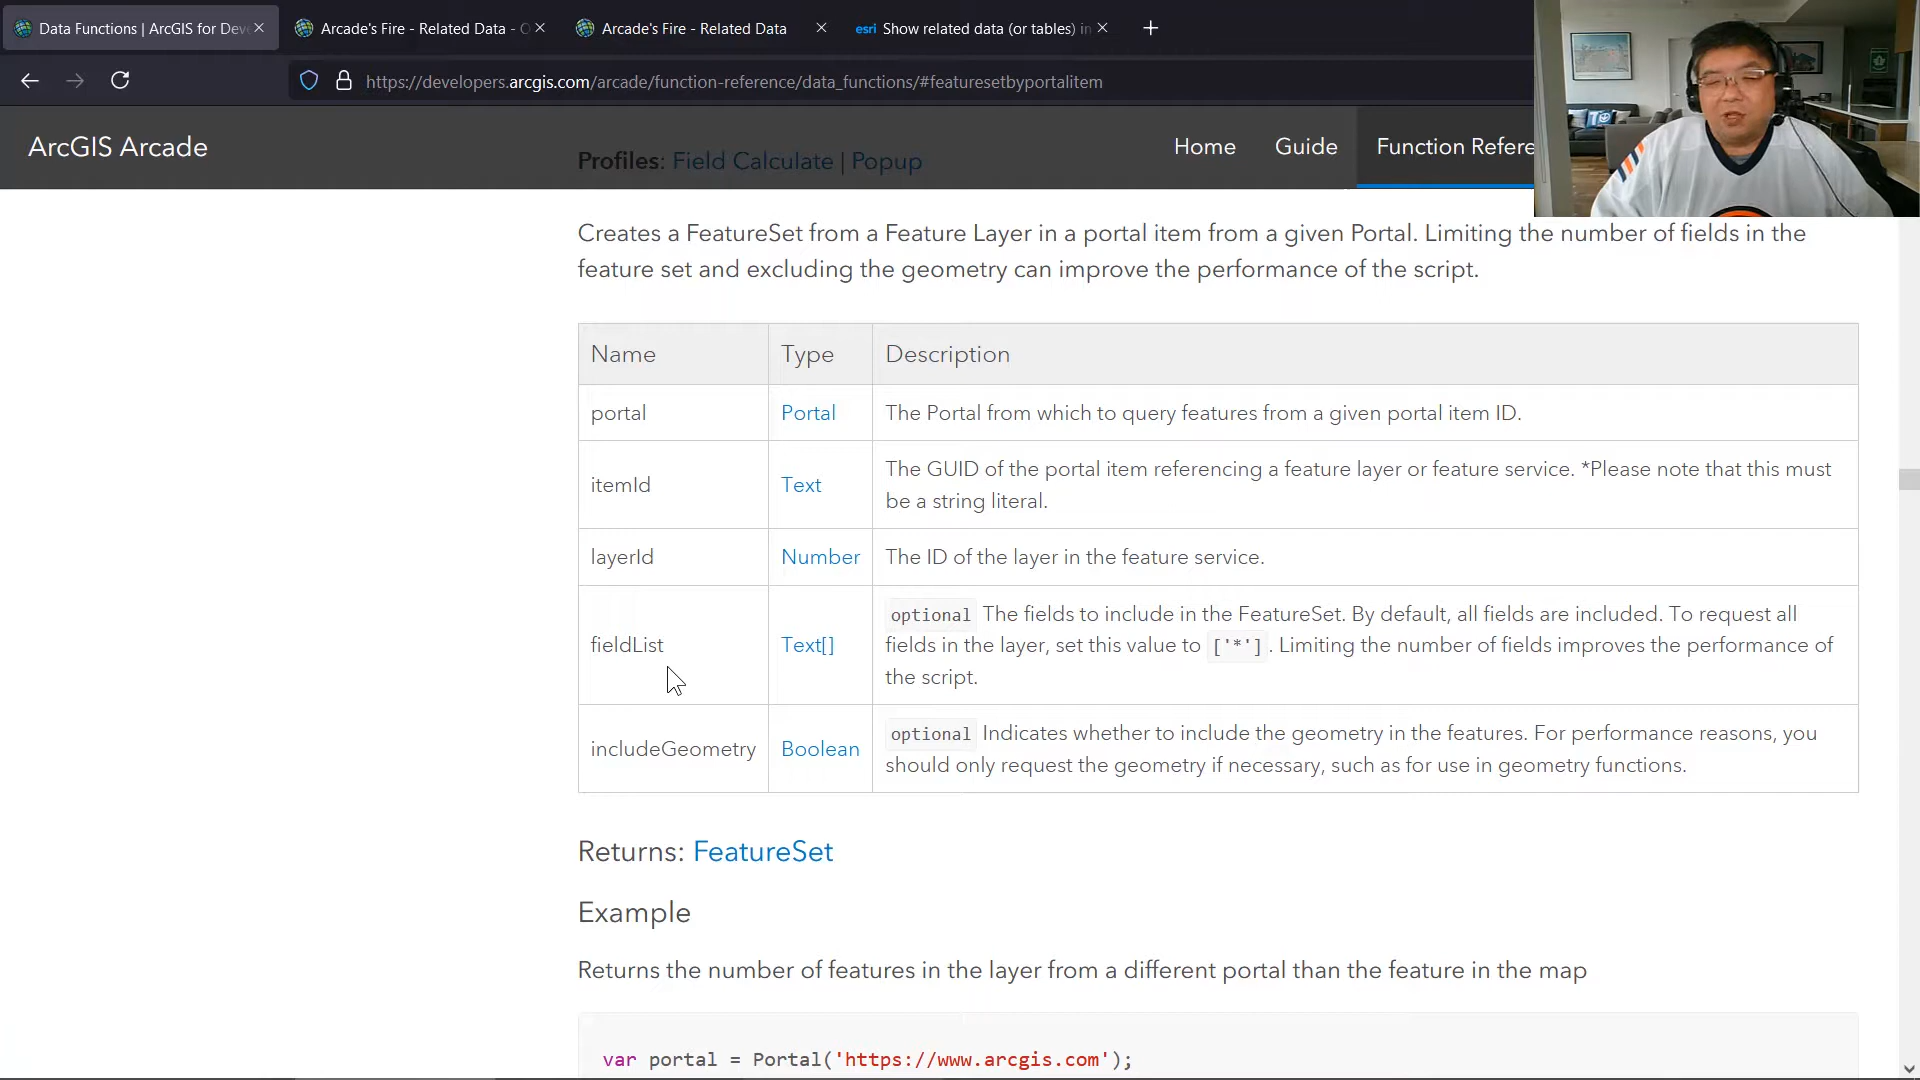 Data Functions | ArcGIS for Deve
Arcade's Fire - Related Data - O
Arcade's Fire - Related Data
esri Show related data (or tables) in
https://developers.arcgis.com/arcade/function-reference/data_functions/#featuresetbyportalitem
ArcGIS Arcade
Home
Guide
Function Refere
Profiles: Field Calculate | Popup
Creates a FeatureSet from a Feature Layer in a portal item from a given Portal. Limiting the number of fields in the
feature set and excluding the geometry can improve the performance of the script.
Name Type Description
portal Portal The Portal from which to query features from a given portal item ID.
itemId Text The GUID of the portal item referencing a feature layer or feature service. *Please note that this must
be a string literal.
layerId Number The ID of the layer in the feature service.
fieldList Text[] optional The fields to include in the FeatureSet. By default, all fields are included. To request all
fields in the layer, set this value to ['*']. Limiting the number of fields improves the performance of
the script.
includeGeometry Boolean optional Indicates whether to include the geometry in the features. For performance reasons, you
should only request the geometry if necessary, such as for use in geometry functions.
Returns: FeatureSet
Example
Returns the number of features in the layer from a different portal than the feature in the map
var portal = Portal('https://www.arcgis.com');